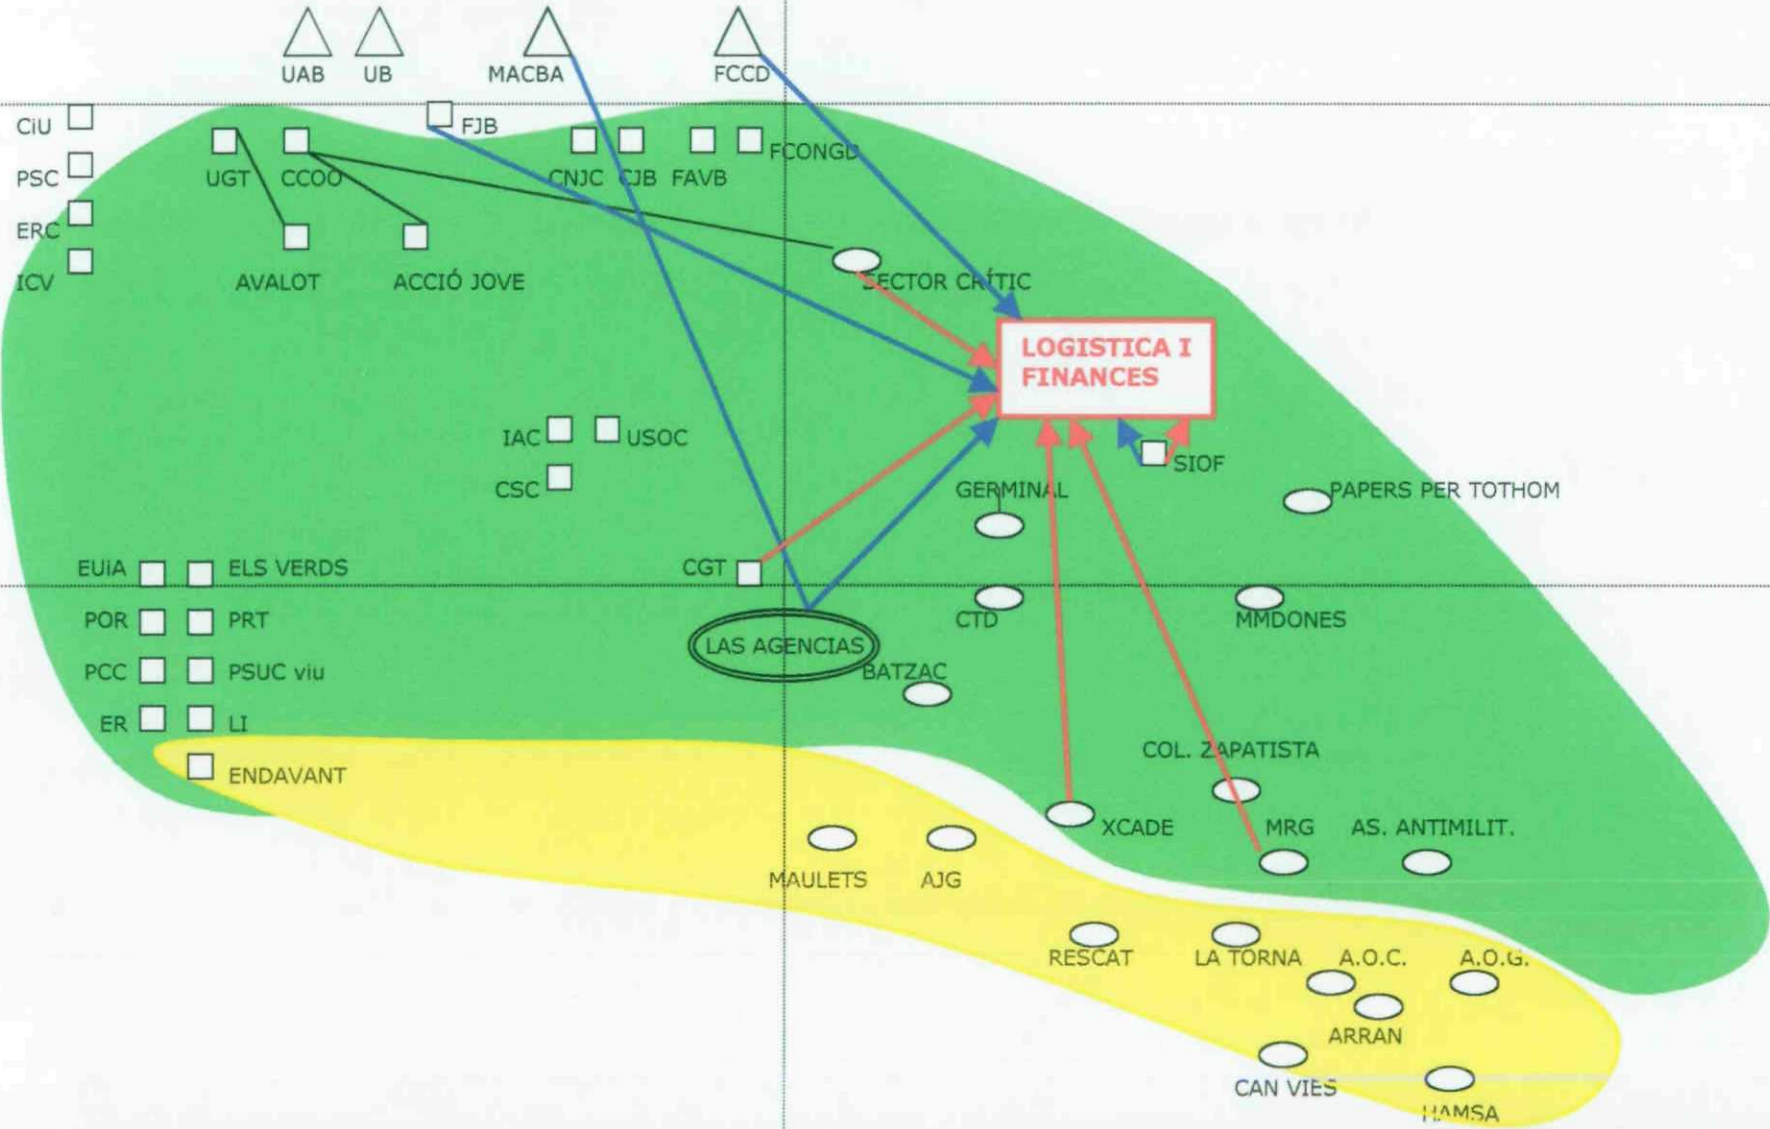 UAB
UB
MACBA
FCCD
CiU
FJB
PSC
UGT
CCOO
CNJC
CJB
FAVB
FCONGD
ERC
ICV
AVALOT
ACCIÓ JOVE
SECTOR CRÍTIC
LOGISTICA I
FINANCES
IAC
USOC
CSC
SIOF
GERMINAL
PAPERS PER TOTHOM
EUiA
ELS VERDS
CGT
POR
PRT
CTD
MMDONES
LAS AGENCIAS
PCC
PSUC viu
BATZAC
ER
LI
COL. ZAPATISTA
ENDAVANT
XCADE
MRG
AS. ANTIMILIT.
MAULETS
AJG
RESCAT
LA TORNA
A.O.C.
A.O.G.
ARRAN
CAN VIES
HAMSA